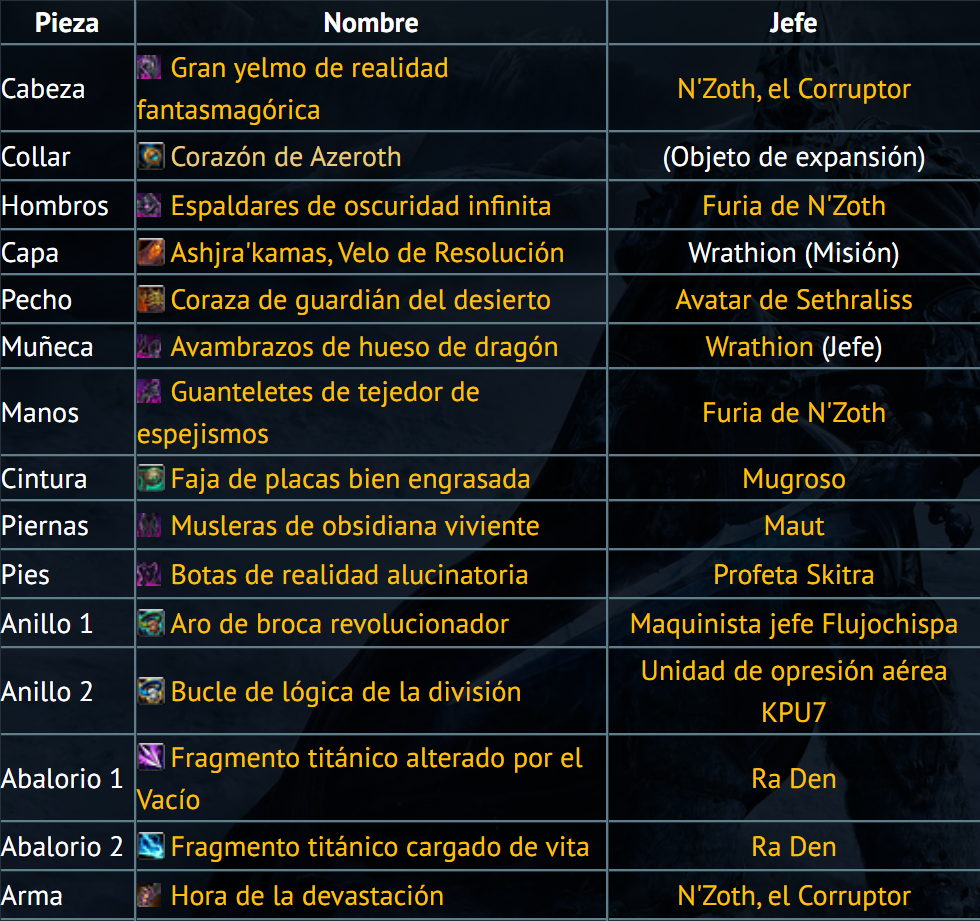 Pieza Nombre Jefe
Cabeza Gran yelmo de realidad
fantasmagórica N'Zoth, el Corruptor
Collar Corazón de Azeroth (Objeto de expansión)
Hombros Espaldares de oscuridad infinita Furia de N'Zoth
Capa Ashjra'kamas, Velo de Resolución Wrathion (Misión)
Pecho Coraza de guardián del desierto Avatar de Sethraliss
Muñeca Avambrazos de hueso de dragón Wrathion (Jefe)
Manos Guanteletes de tejedor de
espejismos Furia de N'Zoth
Cintura Faja de placas bien engrasada Mugroso
Piernas Musleras de obsidiana viviente Maut
Pies Botas de realidad alucinatoria Profeta Skitra
Anillo 1 Aro de broca revolucionador Maquinista jefe Flujochispa
Anillo 2 Bucle de lógica de la división Unidad de opresión aérea
KPU7
Abalorio 1 Fragmento titánico alterado por el
Vacío Ra Den
Abalorio 2 Fragmento titánico cargado de vita Ra Den
Arma Hora de la devastación N'Zoth, el Corruptor